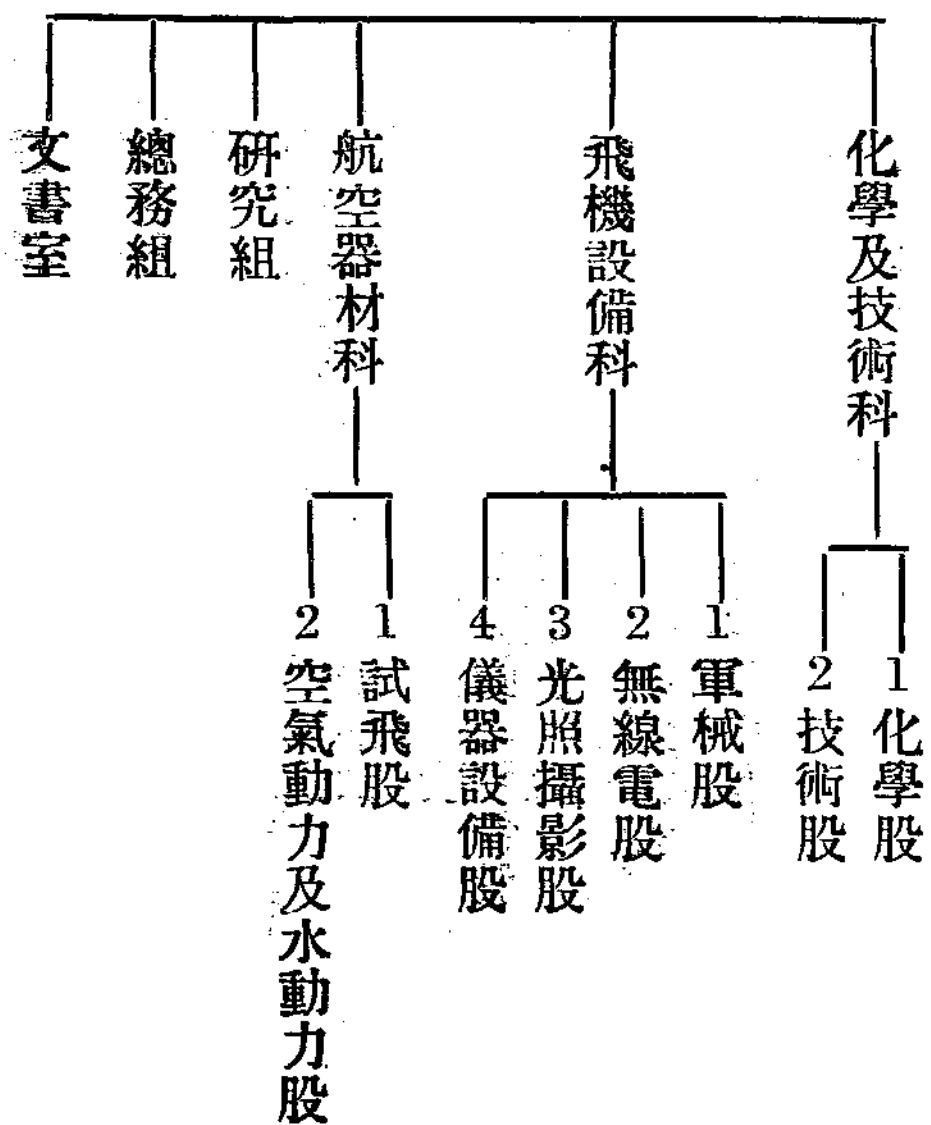 化學及技術科
飛機設備科
航空器材科
研究組
總務組
文書室
1 化學股
2 技術股
1 軍械股
2 無線電股
3 光照攝影股
4 儀器設備股
1 試飛股
2 空氣動力及水動力股